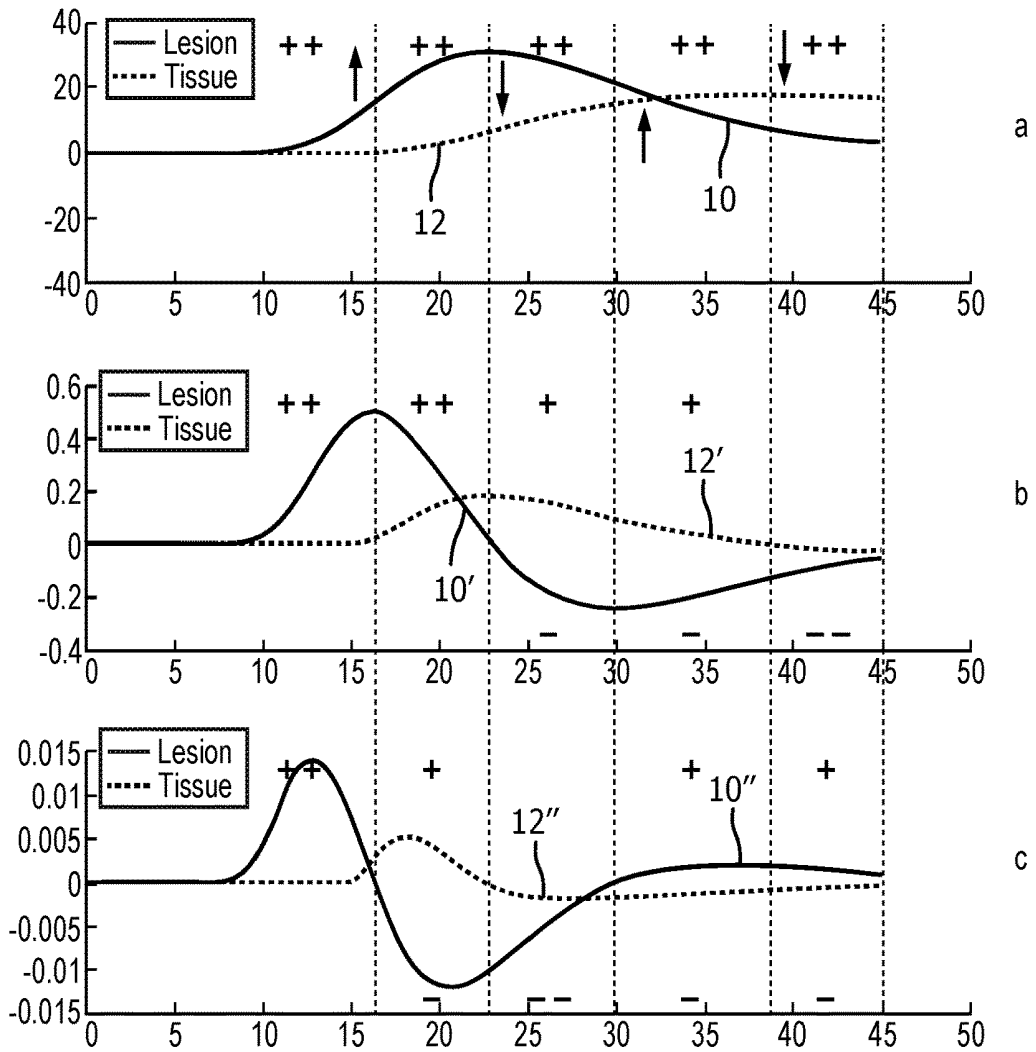 40
20
0
-20
-40
Lesion
Tissue
++ ++ ++ ++ ++
12
10
a
0 5 10 15 20 25 30 35 40 45 50
0.6
0.4
0.2
0
-0.2
-0.4
Lesion
Tissue
++ ++ + +
12′
10′
b
− − −−
0 5 10 15 20 25 30 35 40 45 50
0.015
0.01
0.005
0
-0.005
-0.01
-0.015
Lesion
Tissue
++ + + +
12″
10″
c
− −− − −
0 5 10 15 20 25 30 35 40 45 50